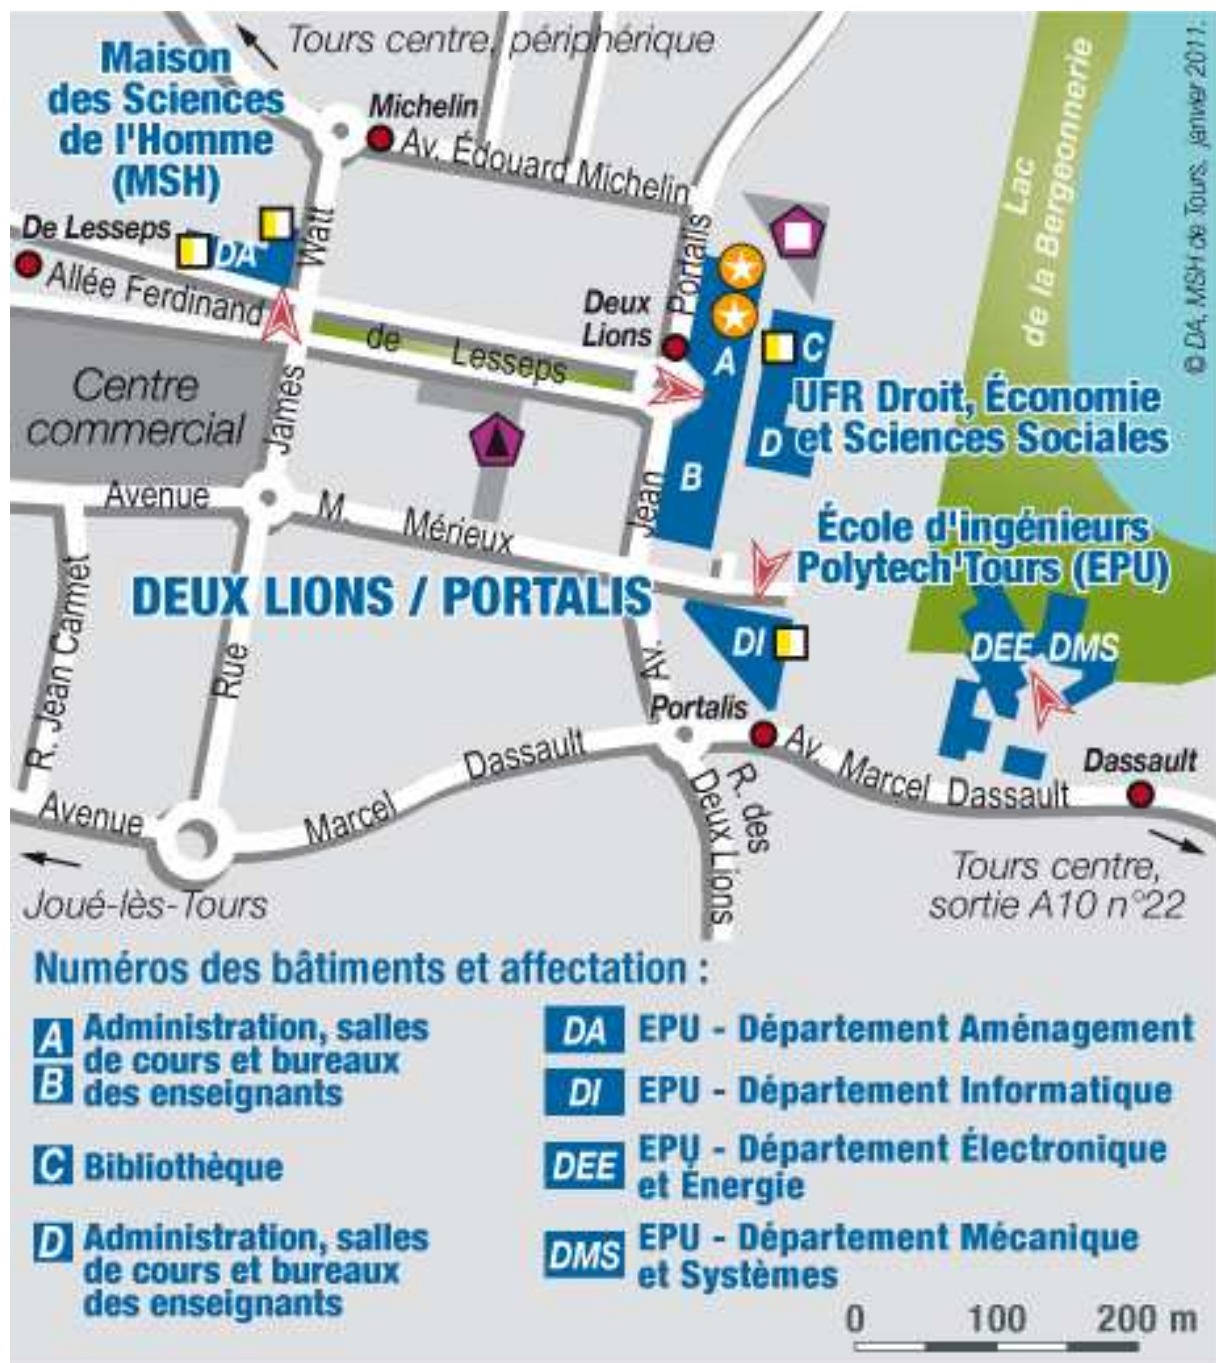 Tours centre, périphérique
Maison
des Sciences
de l'Homme
(MSH)
Michelin
Av. Édouard Michelin
Lac
de la Bergeonnerie
© DA, MSH de Tours. janvier 2011.
De Lesseps
DA
Watt
Portalis
Allée Ferdinand
de Lesseps
Deux
Lions
A
C
Centre
commercial
James
UFR Droit, Économie
et Sciences Sociales
D
B
Jean
Avenue M. Mérieux
École d'ingénieurs
Polytech'Tours (EPU)
DEUX LIONS / PORTALIS
R. Jean Carmet
Rue
Av.
DI
DEE DMS
Portalis
Dassault
Avenue Marcel Dassault
Av. Marcel Dassault
R. des
Deux Lions
Joué-lès-Tours
Tours centre,
sortie A10 n°22
Numéros des bâtiments et affectation :
A
B
Administration, salles
de cours et bureaux
des enseignants
C Bibliothèque
D Administration, salles
de cours et bureaux
des enseignants
DA EPU - Département Aménagement
DI EPU - Département Informatique
DEE EPU - Département Électronique
et Énergie
DMS EPU - Département Mécanique
et Systèmes
0 100 200 m